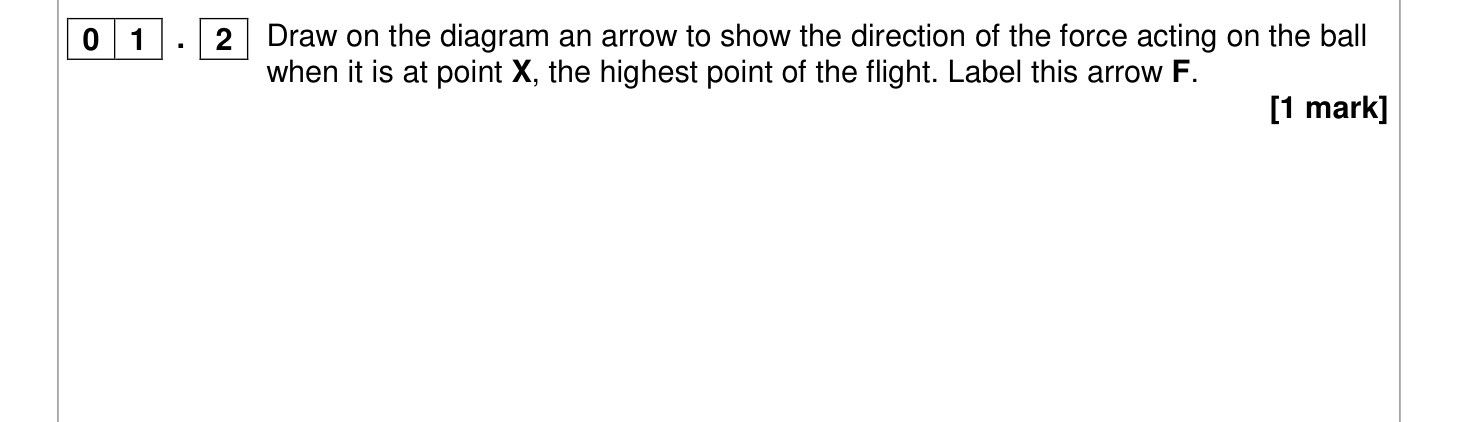 0 1 . 2 Draw on the diagram an arrow to show the direction of the force acting on the ball
when it is at point X, the highest point of the flight. Label this arrow F.
[1 mark]